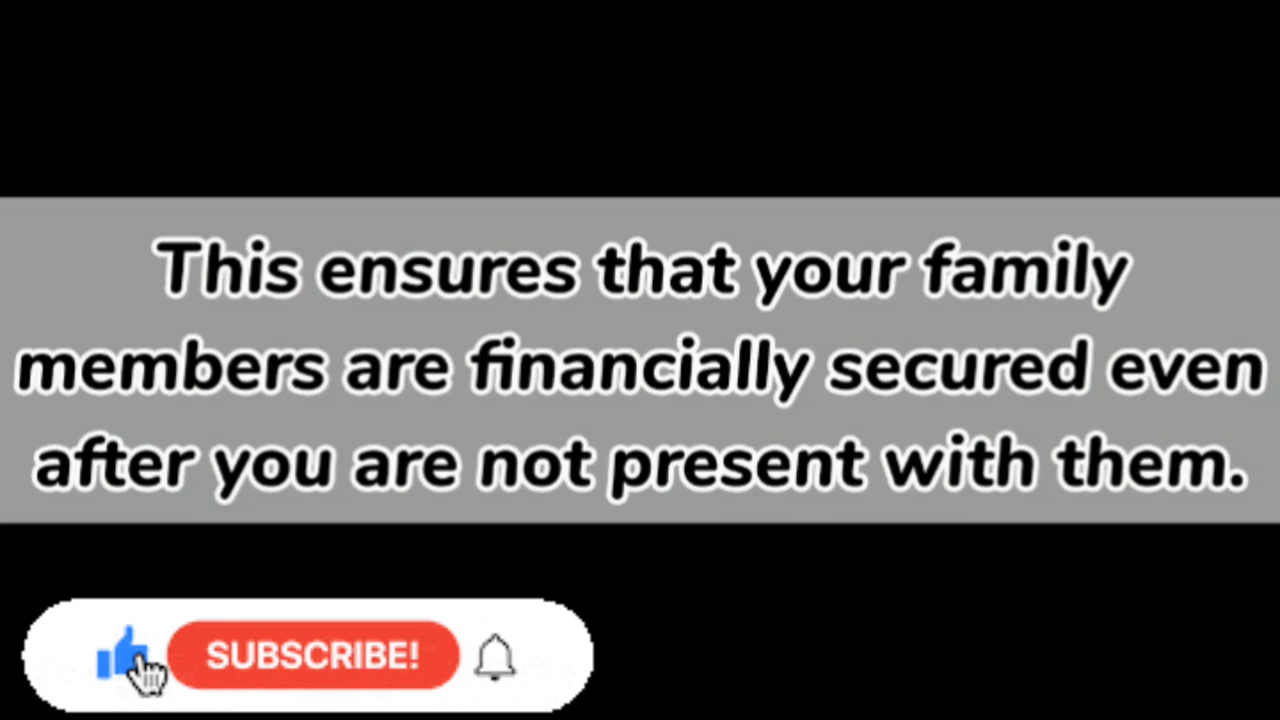 This ensures that your family
members are financially secured even
after you are not present with them.
SUBSCRIBE!